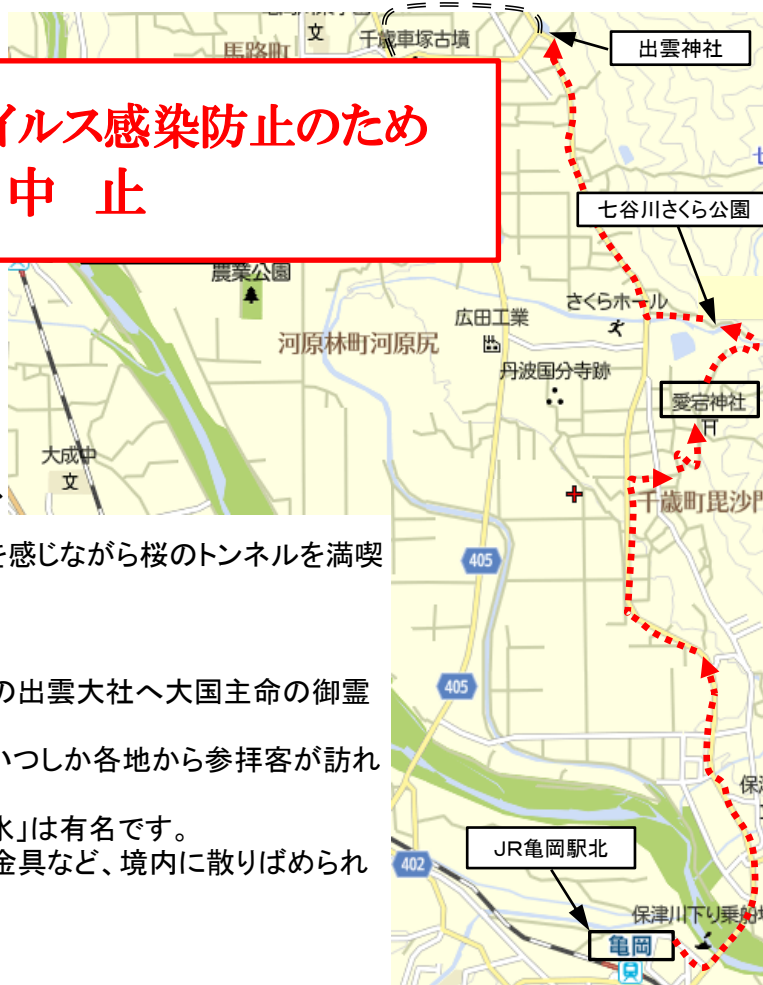 文
千歳車塚古墳
出雲神社
馬路町
イルス感染防止のため
中　止
七谷川さくら公園
農業公園
広田工業
さくらホール
河原林町河原尻
丹波国分寺跡
愛宕神社
大成中
文
千歳町毘沙門
405
を感じながら桜のトンネルを満喫
405
の出雲大社へ大国主命の御霊
いつしか各地から参拝客が訪れ
水」は有名です。
金具など、境内に散りばめられ
402
JR亀岡駅北
保津
保津川下り乗船場
亀岡